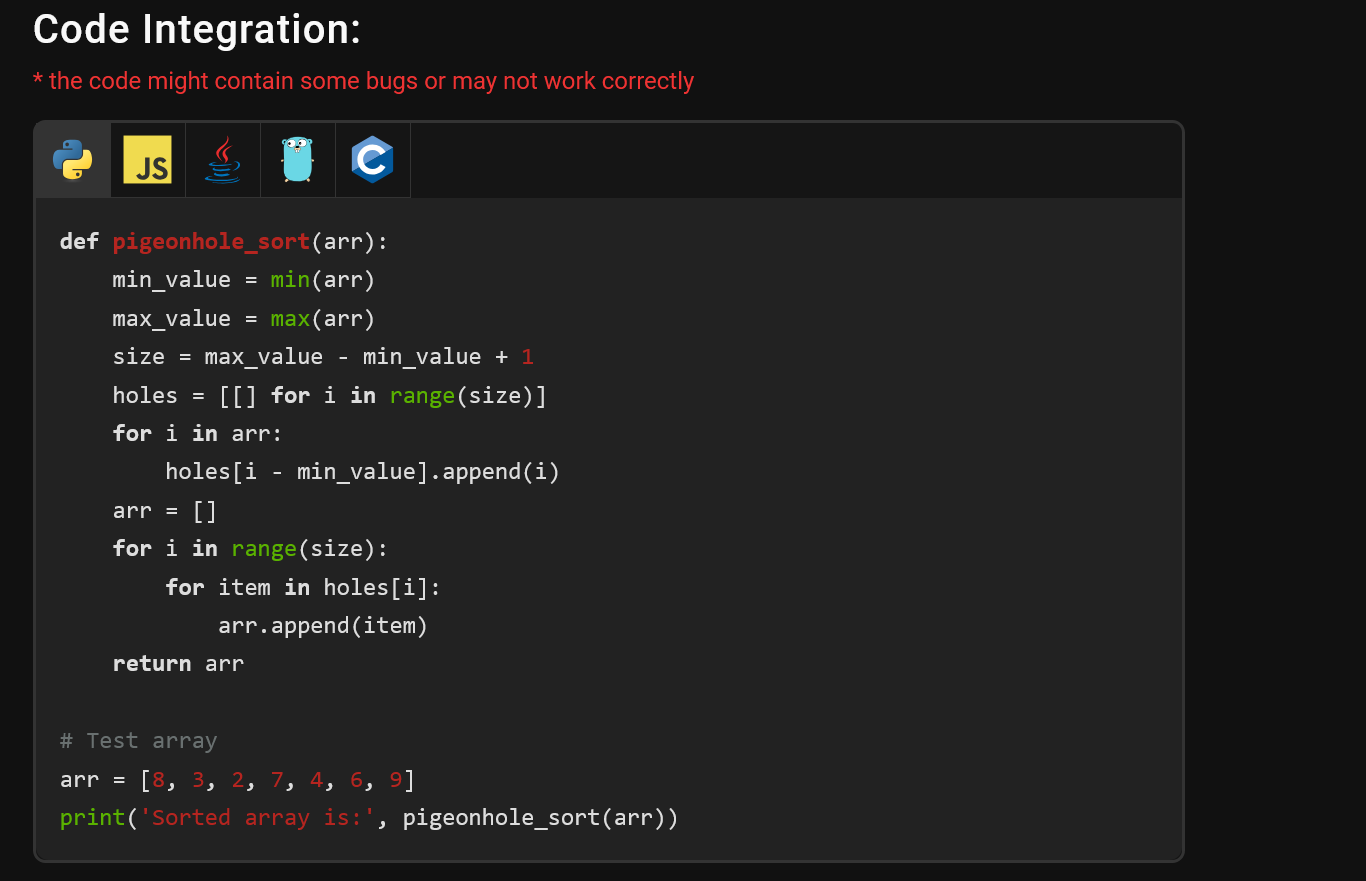 Code Integration:
* the code might contain some bugs or may not work correctly
JS
C
def pigeonhole_sort(arr):
    min_value = min(arr)
    max_value = max(arr)
    size = max_value - min_value + 1
    holes = [[] for i in range(size)]
    for i in arr:
        holes[i - min_value].append(i)
    arr = []
    for i in range(size):
        for item in holes[i]:
            arr.append(item)
    return arr
# Test array
arr = [8, 3, 2, 7, 4, 6, 9]
print('Sorted array is:', pigeonhole_sort(arr))